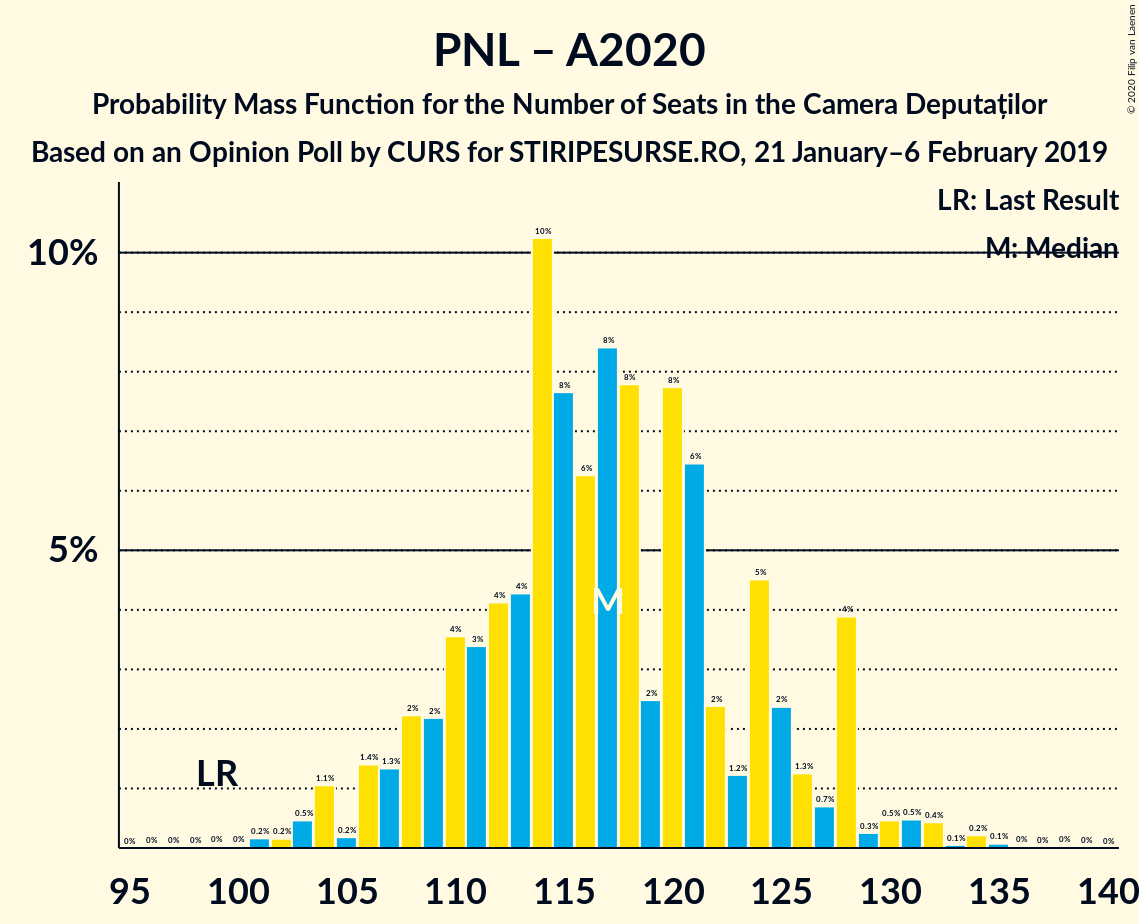 PNL – A2020
Probability Mass Function for the Number of Seats in the Camera Deputaților
Based on an Opinion Poll by CURS for STIRIPESURSE.RO, 21 January–6 February 2019
© 2020 Filip van Laenen
LR: Last Result
M: Median
10%
5%
0% 0% 0% 0% 0% 0% 0.2% 0.2% 0.5% 1.1% 0.2% 1.4% 1.3% 2% 2% 4% 3% 4% 4% 10% 8% 6% 8% 8% 2% 8% 6% 2% 1.2% 5% 2% 1.3% 0.7% 4% 0.3% 0.5% 0.5% 0.4% 0.1% 0.2% 0.1% 0% 0% 0% 0% 0%
LR
M
95 100 105 110 115 120 125 130 135 140